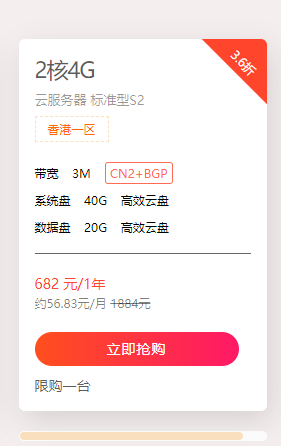 3.6折
2核4G
云服务器 标准型S2
香港一区
带宽 3M CN2+BGP
系统盘 40G 高效云盘
数据盘 20G 高效云盘
682 元/1年
约56.83元/月 1884元
立即抢购
限购一台